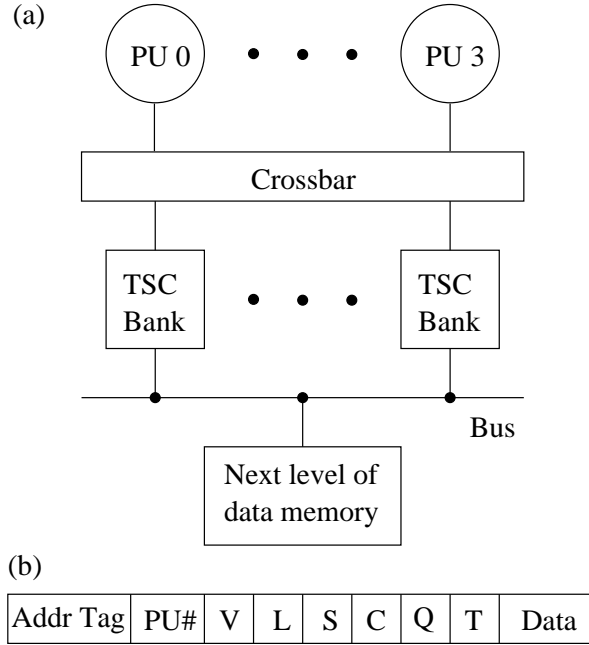 (a)
PU 0
PU 3
Crossbar
TSC
Bank
TSC
Bank
Bus
Next level of
data memory
(b)
Addr Tag PU# V L S C Q T Data